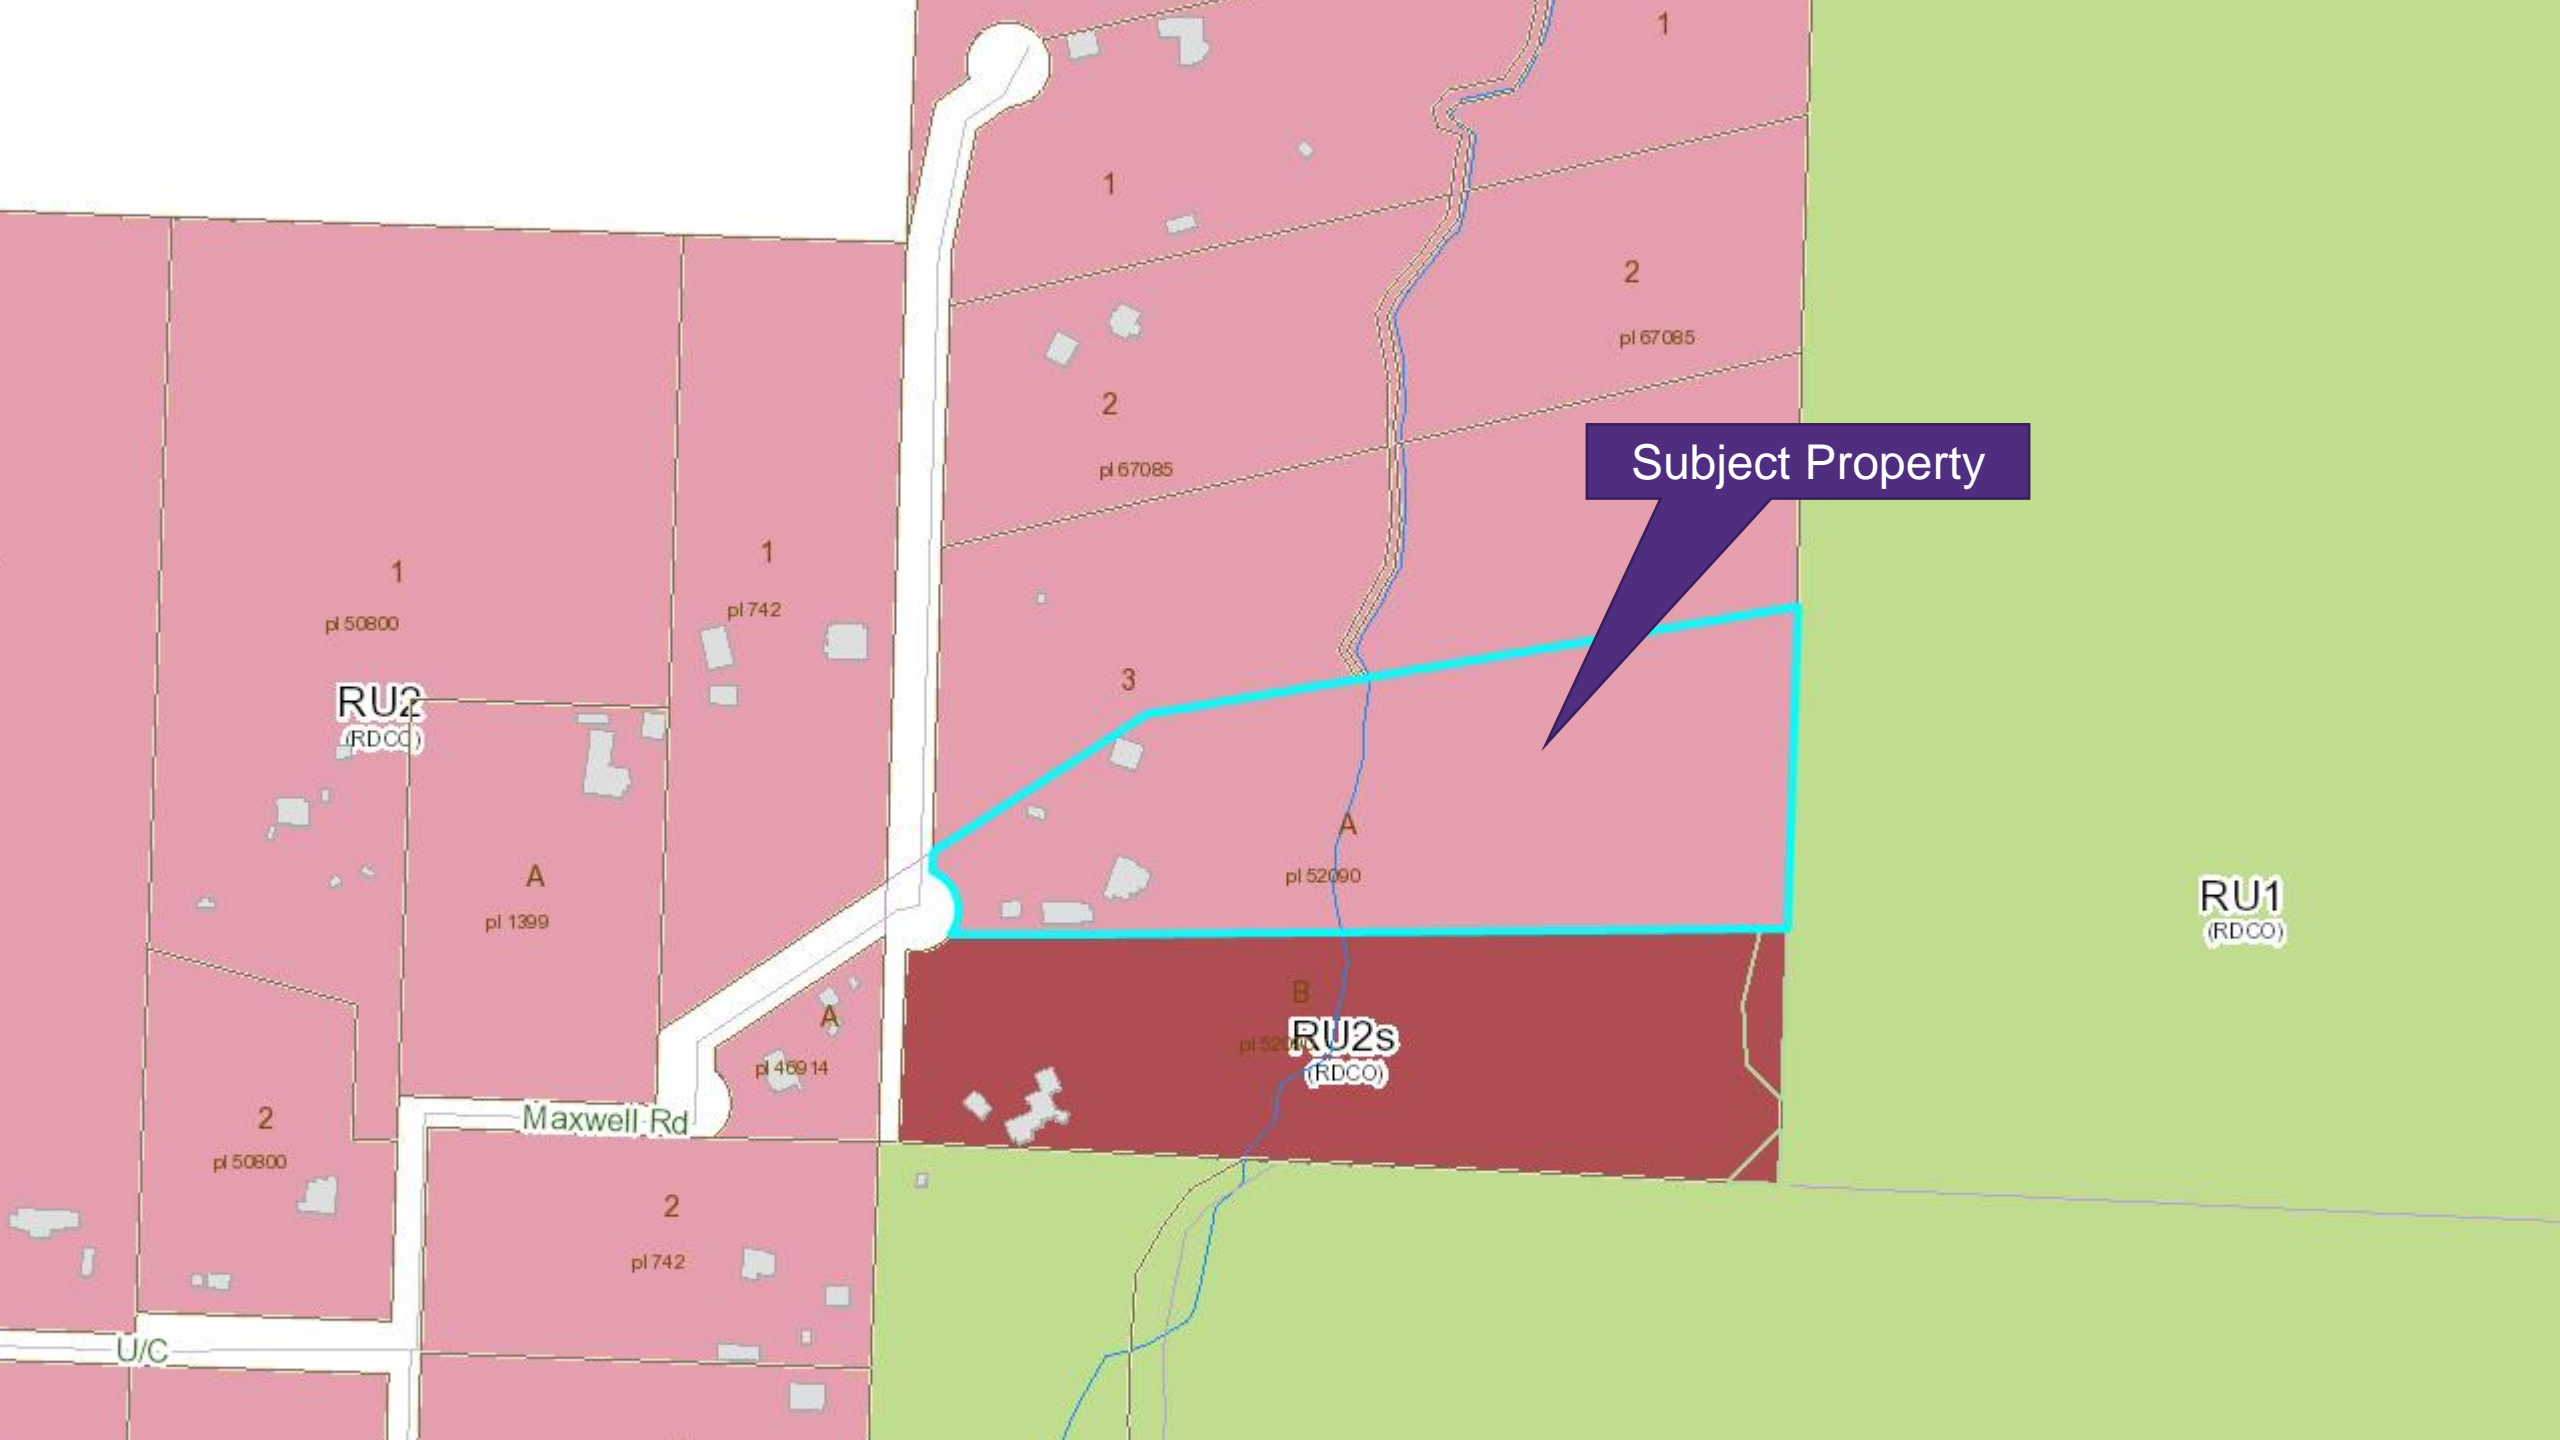 1
1
2
pl 67085
2
pl 67085
Subject Property
1
pl 50800
1
pl 742
3
RU2
(RDCO)
A
pl 52090
A
pl 1399
RU1
(RDCO)
B
RU2s
(RDCO)
A
pl 46914
2
pl 50800
Maxwell Rd
2
pl 742
U/C